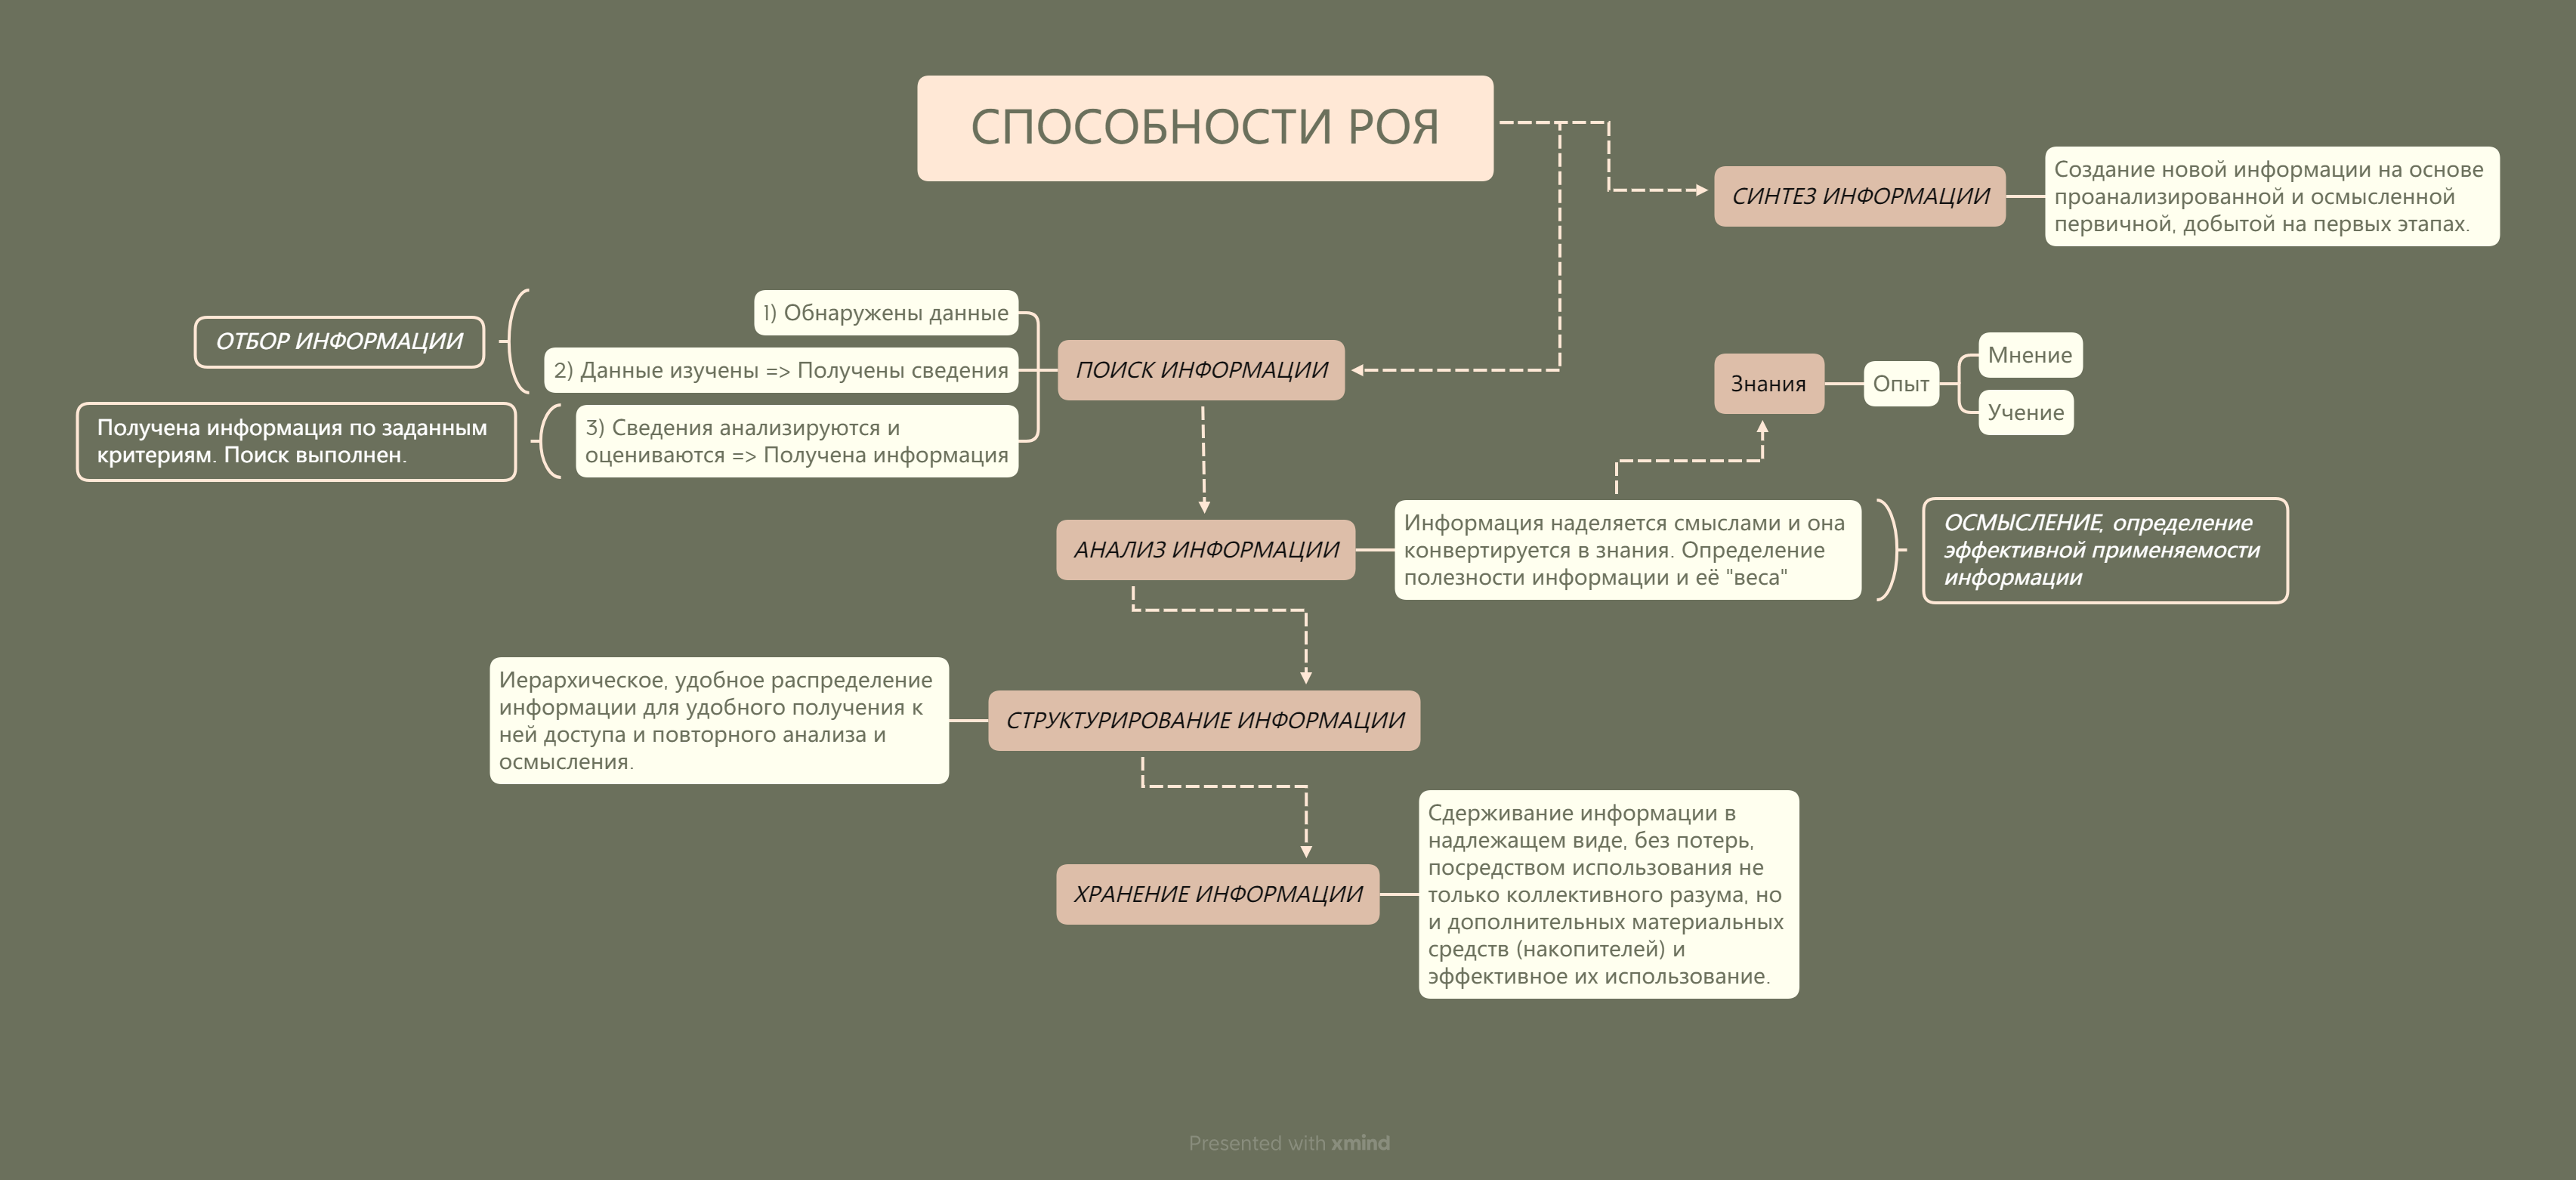 СПОСОБНОСТИ РОЯ
СИНТЕЗ ИНФОРМАЦИИ
Создание новой информации на основе
проанализированной и осмысленной
первичной, добытой на первых этапах.
ОТБОР ИНФОРМАЦИИ
1) Обнаружены данные
2) Данные изучены => Получены сведения
Получена информация по заданным
критериям. Поиск выполнен.
3) Сведения анализируются и
оцениваются => Получена информация
ПОИСК ИНФОРМАЦИИ
Знания
Опыт
Мнение
Учение
АНАЛИЗ ИНФОРМАЦИИ
Информация наделяется смыслами и она
конвертируется в знания. Определение
полезности информации и её "веса"
ОСМЫСЛЕНИЕ, определение
эффективной применяемости
информации
Иерархическое, удобное распределение
информации для удобного получения к
ней доступа и повторного анализа и
осмысления.
СТРУКТУРИРОВАНИЕ ИНФОРМАЦИИ
ХРАНЕНИЕ ИНФОРМАЦИИ
Сдерживание информации в
надлежащем виде, без потерь,
посредством использования не
только коллективного разума, но
и дополнительных материальных
средств (накопителей) и
эффективное их использование.
Presented with xmind